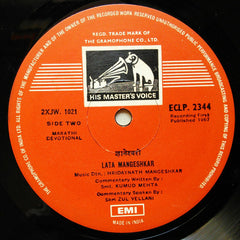 REGD. TRADE MARK OF
THE GRAMOPHONE CO., LTD.
HIS MASTER'S VOICE
2XJW. 1021
SIDE TWO
MARATHI
DEVOTIONAL
ECLP. 2344
Recording First
Published 1967
ज्ञानेश्वरी
LATA MANGESHKAR
Music Dir. HRIDAYNATH MANGESHKAR
Commentary Written by :
Smt. KUMUD MEHTA
Commentary Spoken by :
Shri ZUL VELLANI
EMI
MADE IN INDIA